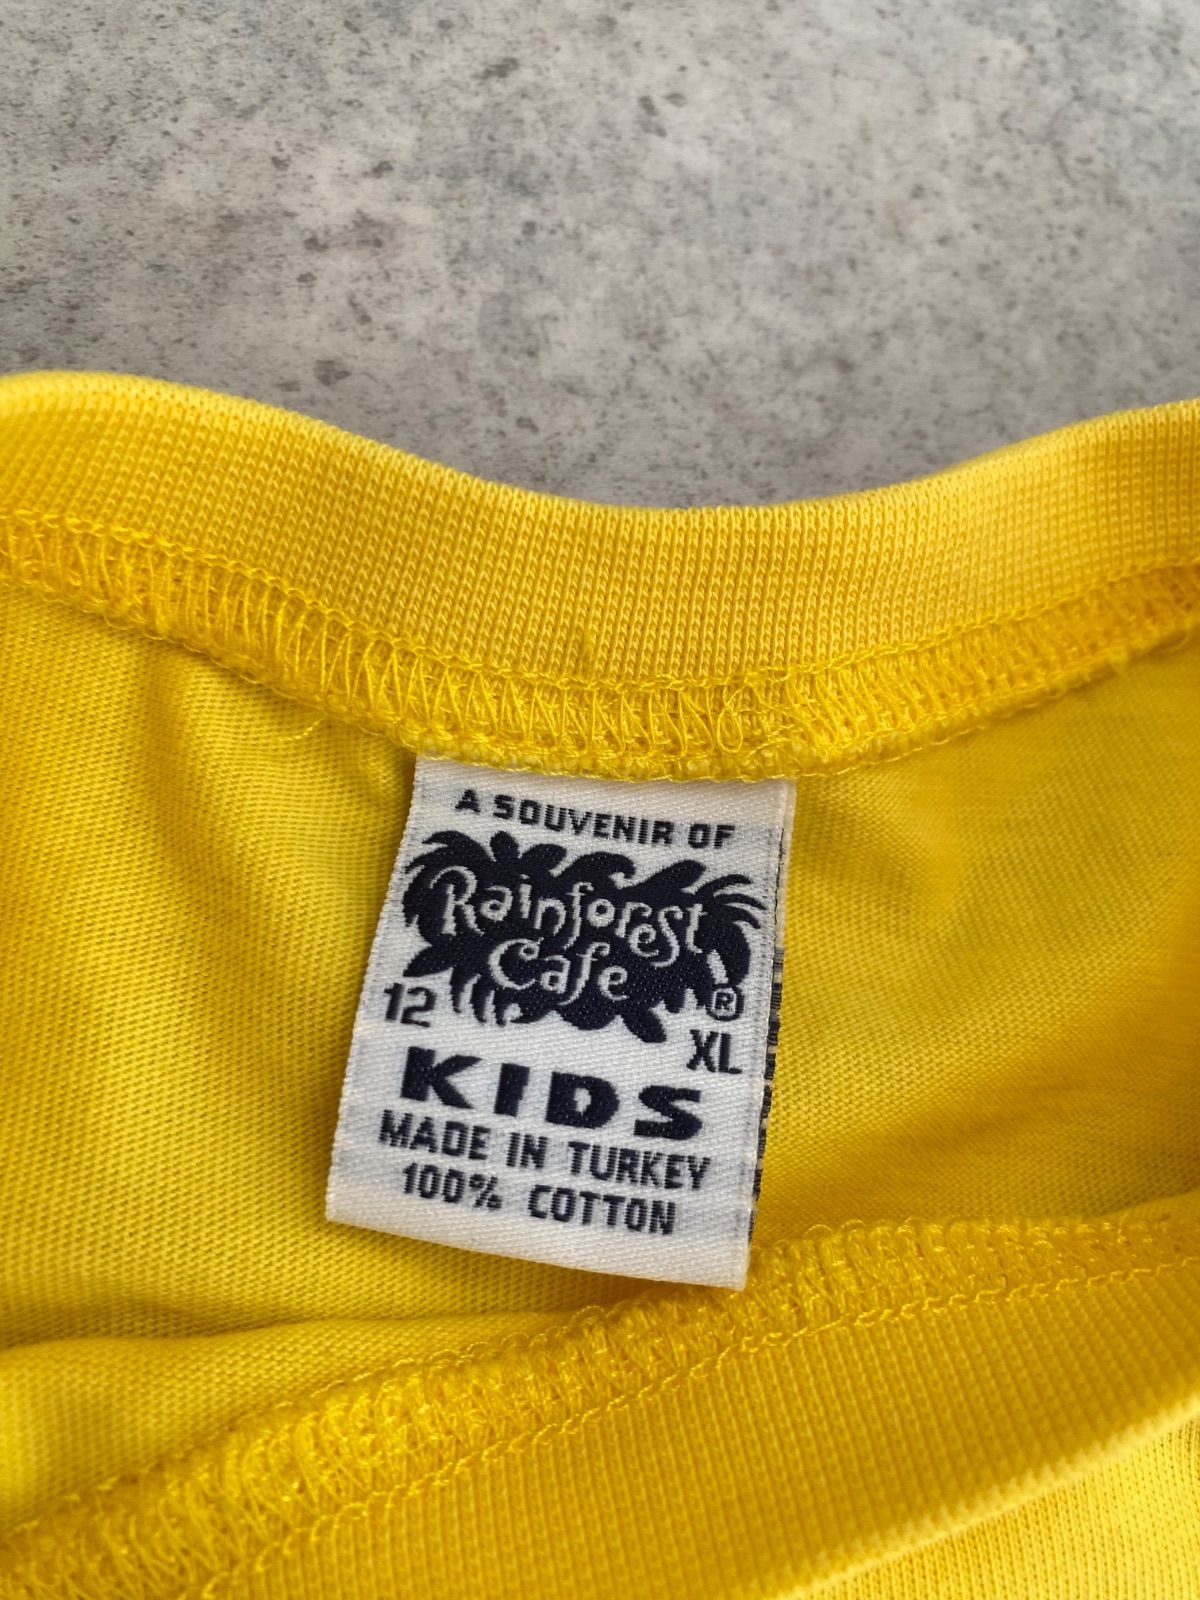 A SOUVENIR OF
Rainforest
Cafe
®
12
XL
KIDS
MADE IN TURKEY
100% COTTON